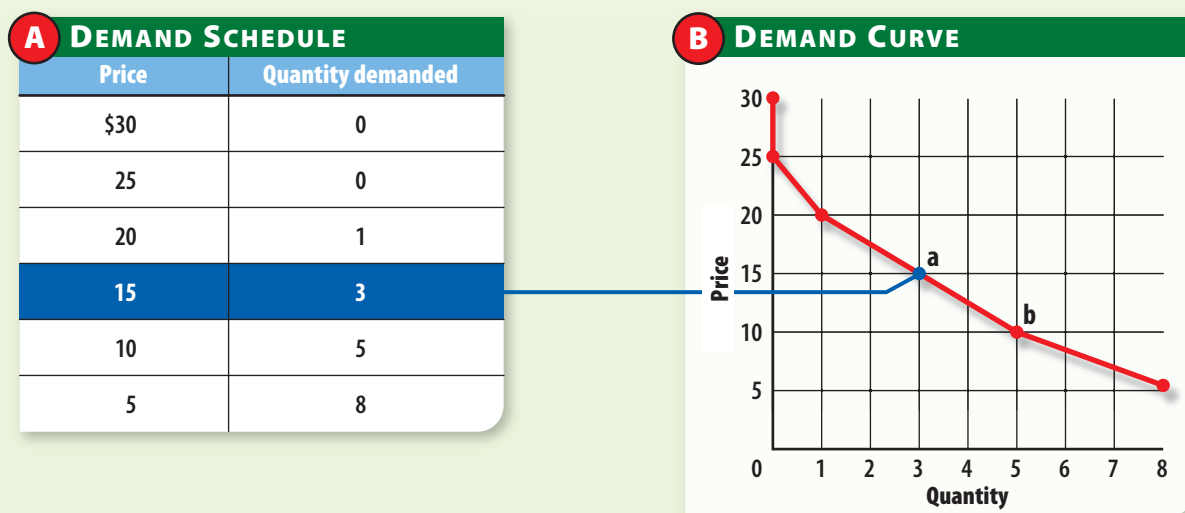 A DEMAND SCHEDULE
Price Quantity demanded
$30 0
25 0
20 1
15 3
10 5
5 8
B DEMAND CURVE
30
25
20
15
10
5
Price
a
b
0 1 2 3 4 5 6 7 8
Quantity